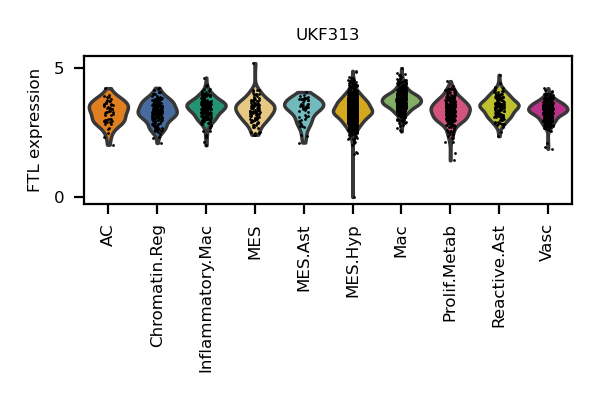 UKF313
FTL expression
5
0
AC
Chromatin.Reg
Inflammatory.Mac
MES
MES.Ast
MES.Hyp
Mac
Prolif.Metab
Reactive.Ast
Vasc